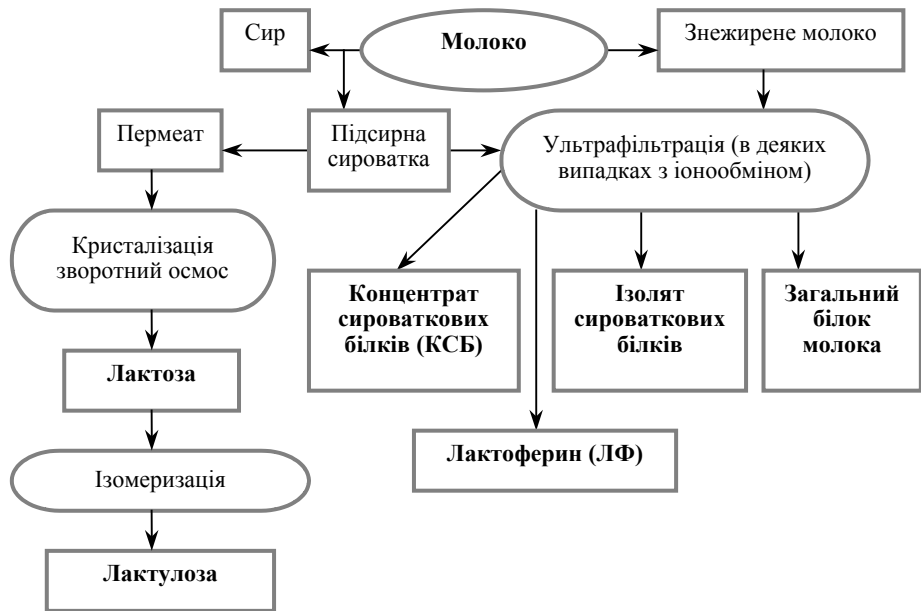 Сир
Молоко
Знежирене молоко
Пермеат
Підсирна
сироватка
Ультрафільтрація (в деяких
випадках з іонообміном)
Кристалізація
зворотний осмос
Концентрат
сироваткових
білків (КСБ)
Ізолят
сироваткових
білків
Загальний
білок
молока
Лактоза
Лактоферин (ЛФ)
Ізомеризація
Лактулоза